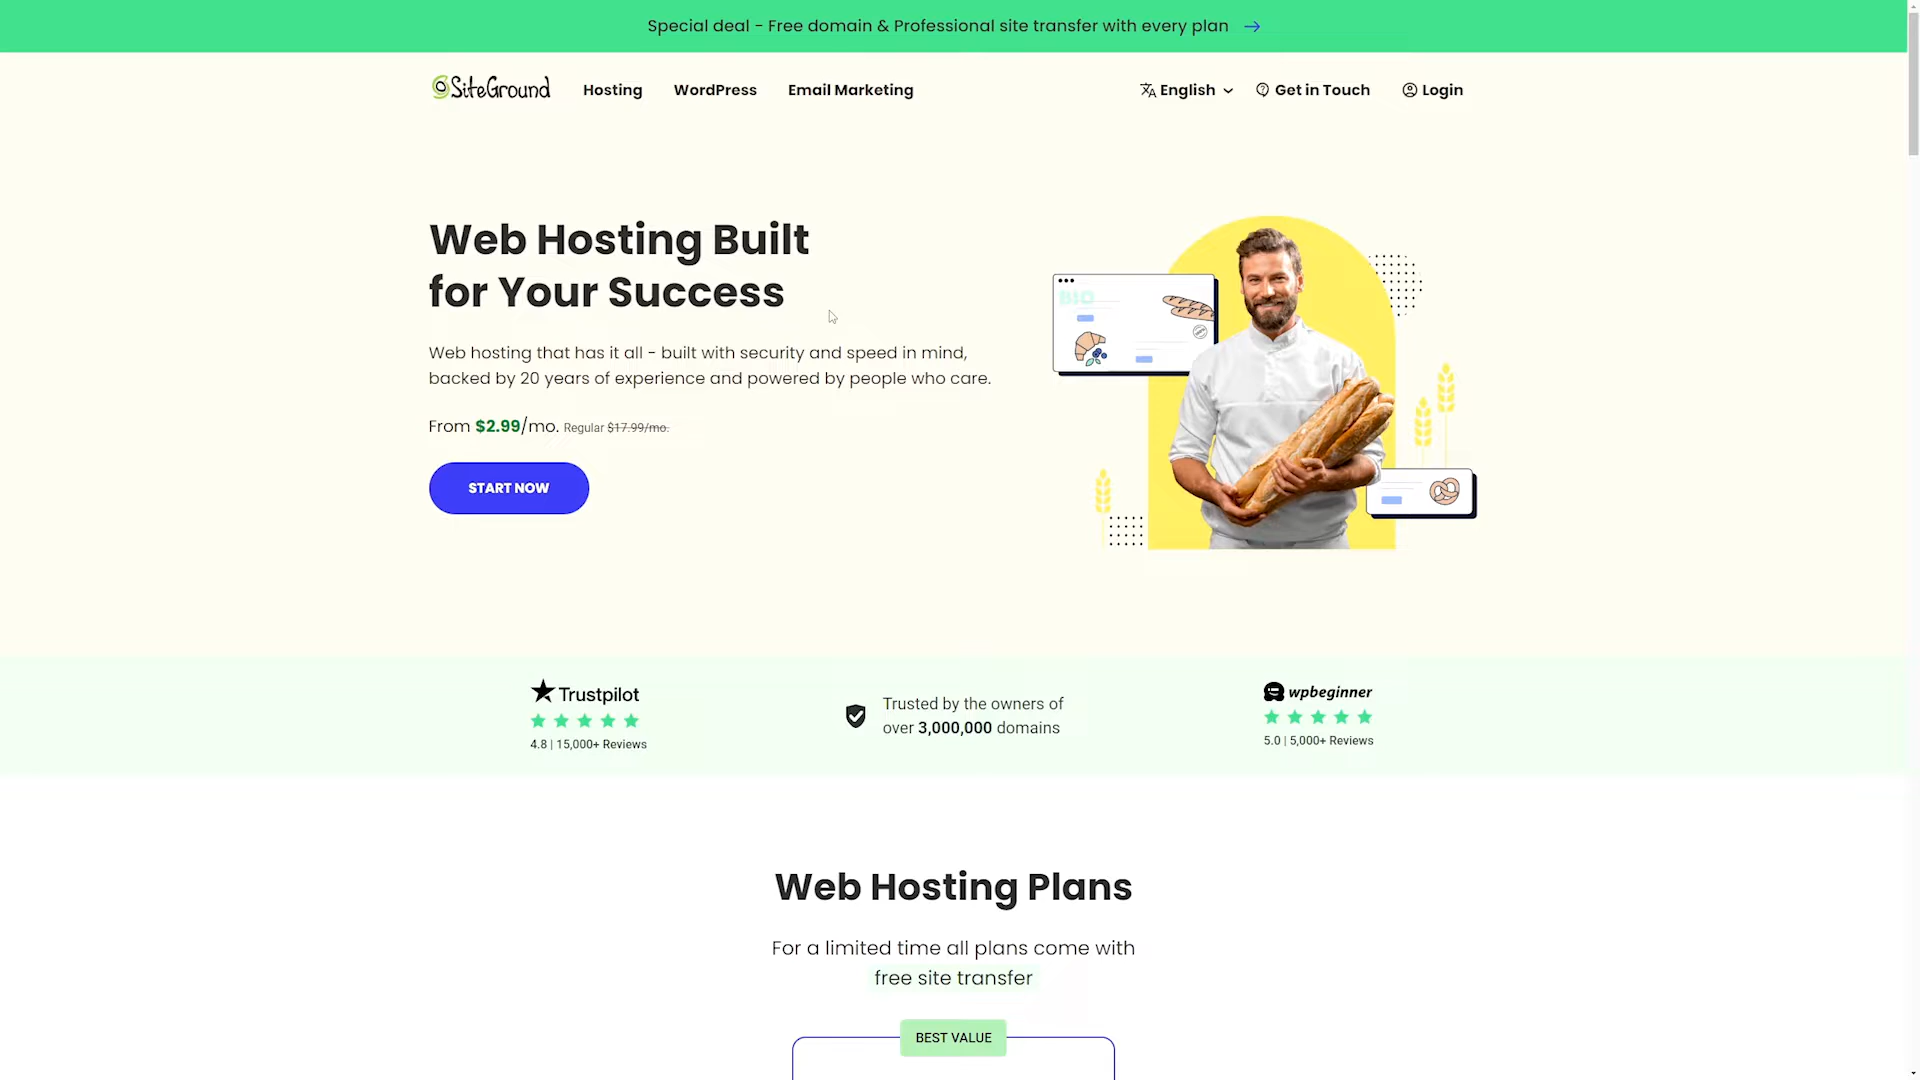 Special deal - Free domain & Professional site transfer with every plan
SiteGround
Hosting
WordPress
Email Marketing
English
Get in Touch
Login
Web Hosting Built
for Your Success
Web hosting that has it all - built with security and speed in mind,
backed by 20 years of experience and powered by people who care.
From $2.99/mo. Regular $17.99/mo.
START NOW
BIO
Trustpilot
4.8 | 15,000+ Reviews
Trusted by the owners of
over 3,000,000 domains
wpbeginner
5.0 | 5,000+ Reviews
Web Hosting Plans
For a limited time all plans come with
free site transfer
BEST VALUE